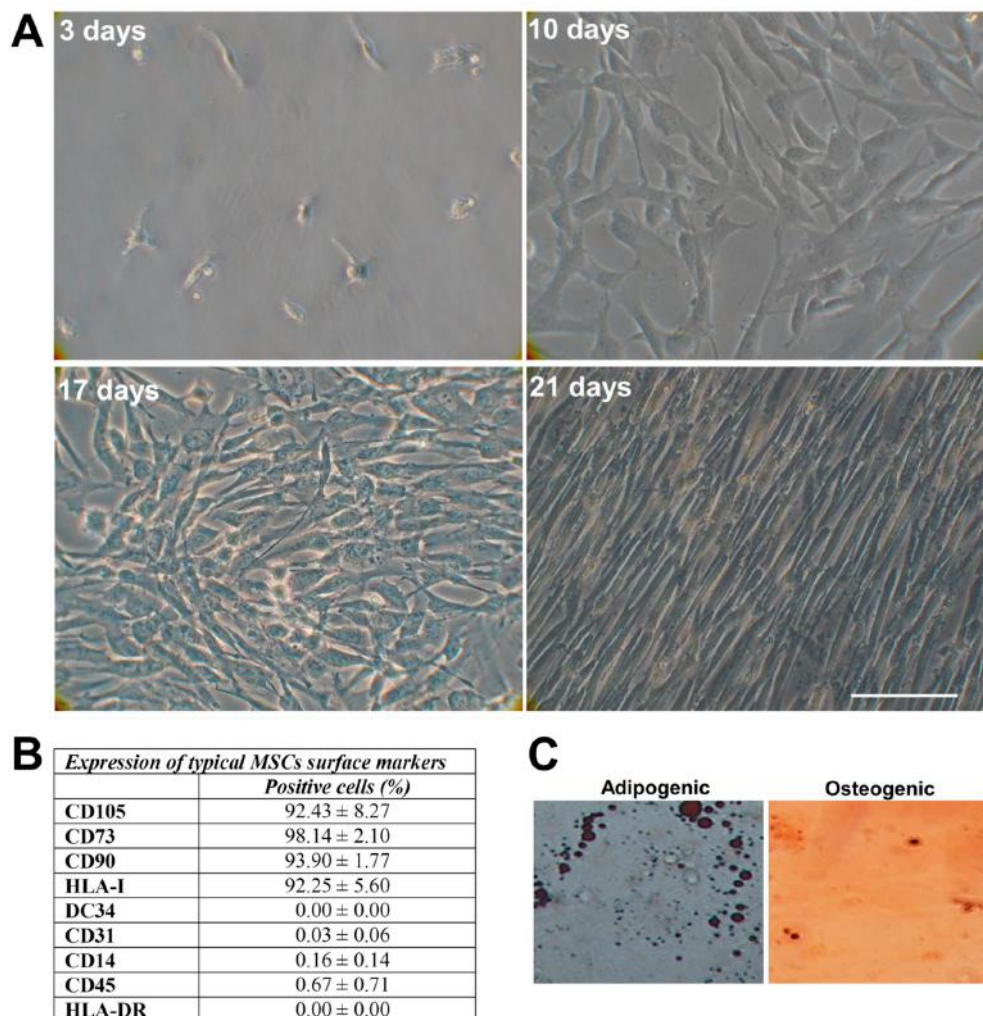 A
3 days
10 days
17 days
21 days
B
Expression of typical MSCs surface markers
Positive cells (%)
CD105 92.43 ± 8.27
CD73 98.14 ± 2.10
CD90 93.90 ± 1.77
HLA-I 92.25 ± 5.60
DC34 0.00 ± 0.00
CD31 0.03 ± 0.06
CD14 0.16 ± 0.14
CD45 0.67 ± 0.71
HLA-DR 0.00 ± 0.00
C
Adipogenic
Osteogenic